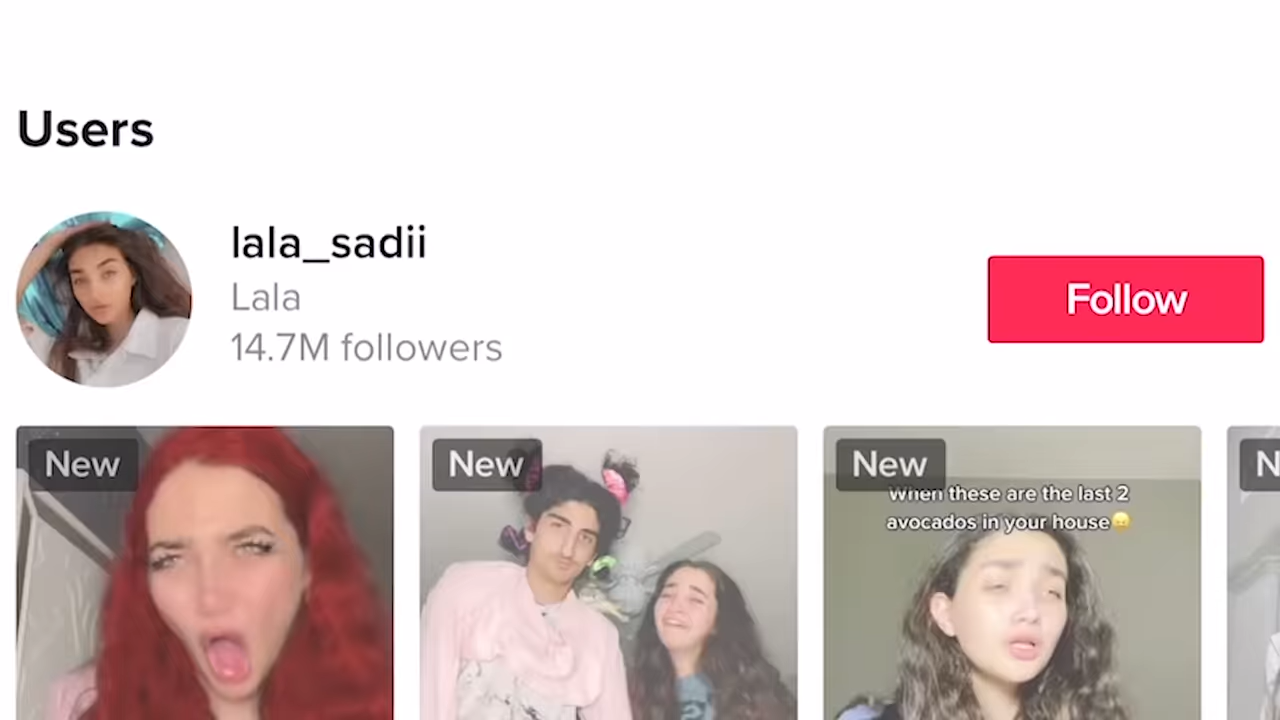 Users
lala_sadii
Lala
14.7M followers
Follow
New
New
New
When these are the last 2
avocados in your house😑
N